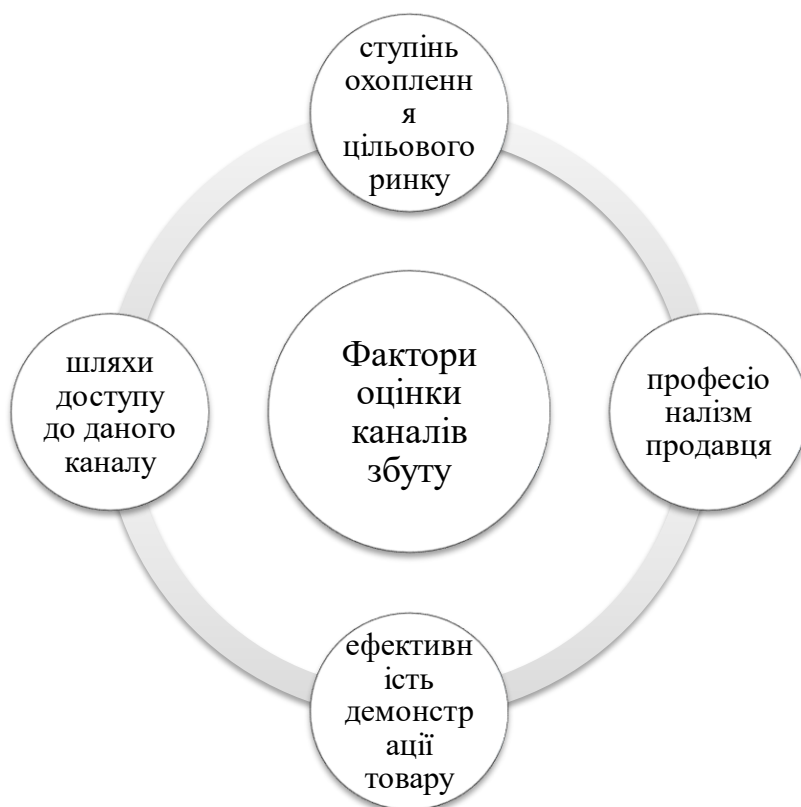 ступінь
охопленн
я
цільового
ринку
шляхи
доступу
до даного
каналу
Фактори
оцінки
каналів
збуту
професіо
налізм
продавця
ефективн
ість
демонстр
ації
товару